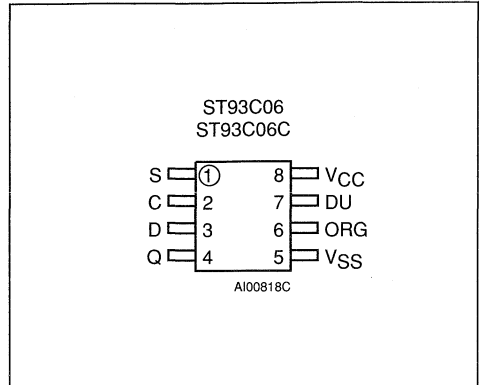 ST93C06
ST93C06C
S 1 8 VCC
C 2 7 DU
D 3 6 ORG
Q 4 5 VSS
AI00818C